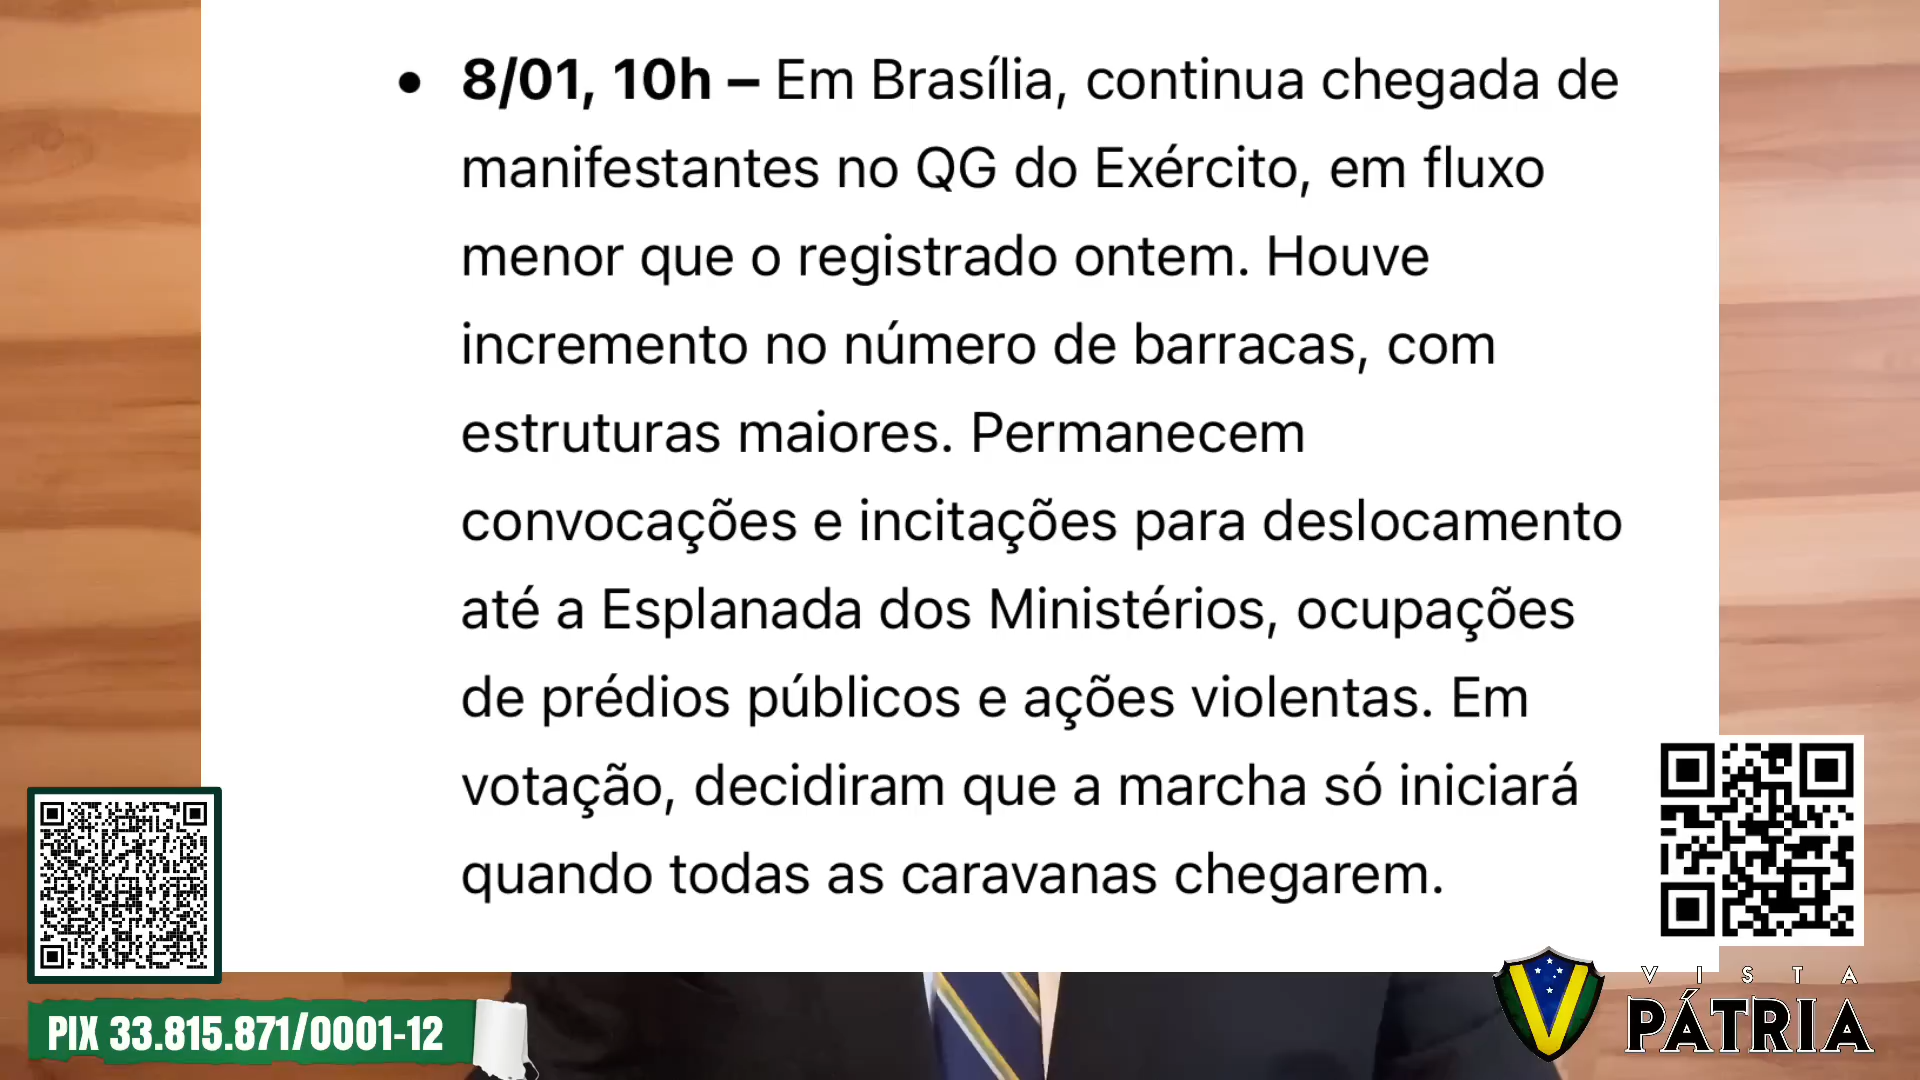 • 8/01, 10h – Em Brasília, continua chegada de
manifestantes no QG do Exército, em fluxo
menor que o registrado ontem. Houve
incremento no número de barracas, com
estruturas maiores. Permanecem
convocações e incitações para deslocamento
até a Esplanada dos Ministérios, ocupações
de prédios públicos e ações violentas. Em
votação, decidiram que a marcha só iniciará
quando todas as caravanas chegarem.
PIX 33.815.871/0001-12
V
VISTA
PÁTRIA